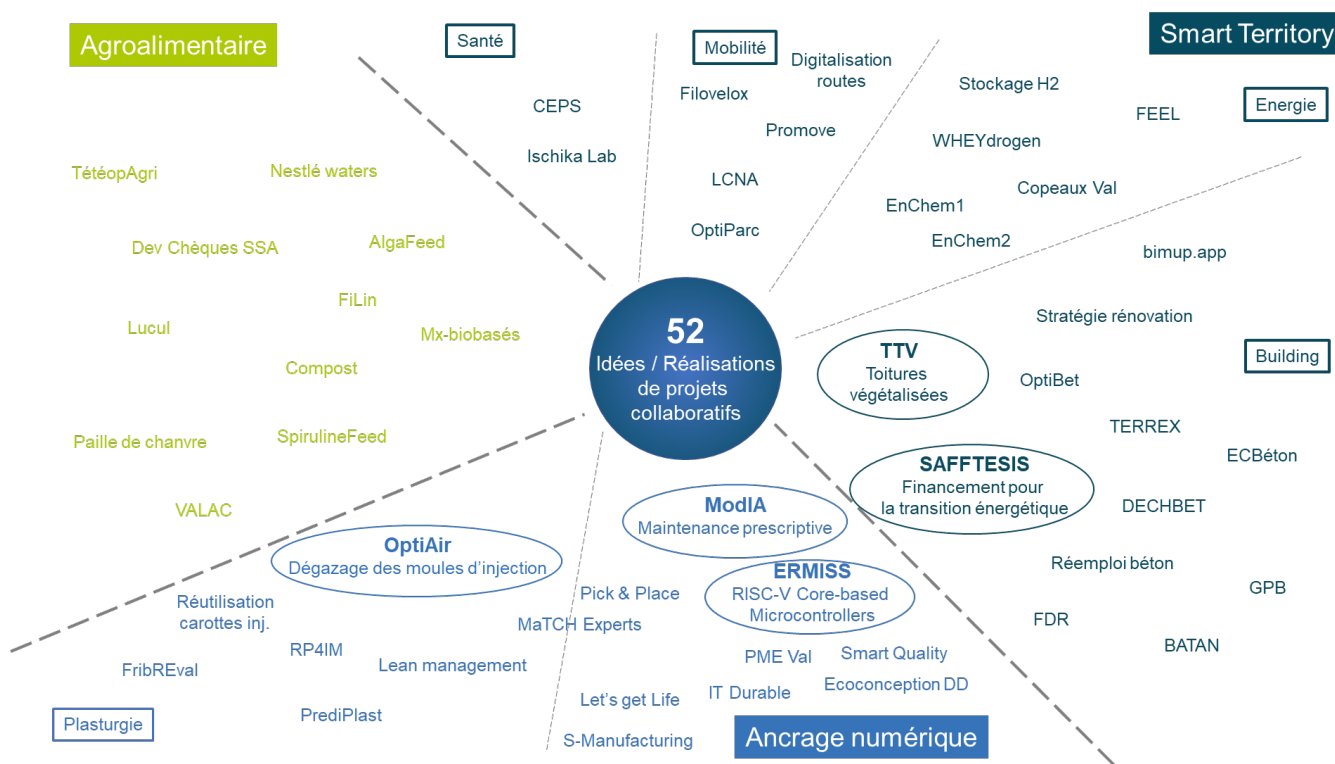 Agroalimentaire
Santé
Mobilité
Smart Territory
Digitalisation
routes
Stockage H2
Filovelox
Energie
CEPS
FEEL
Promove
WHEYdrogen
Ischika Lab
TétéopAgri
Nestlé waters
LCNA
Copeaux Val
EnChem1
OptiParc
EnChem2
Dev Chèques SSA
AlgaFeed
bimup.app
FiLin
Stratégie rénovation
Lucul
Mx-biobasés
52
Idées / Réalisations
de projets
collaboratifs
TTV
Toitures
végétalisées
Building
Compost
OptiBet
TERREX
Paille de chanvre
SpirulineFeed
ECBéton
SAFFTESIS
Financement pour
la transition énergétique
VALAC
ModIA
Maintenance prescriptive
DECHBET
OptiAir
Dégazage des moules d'injection
Réemploi béton
ERMISS
RISC-V Core-based
Microcontrollers
GPB
Réutilisation
carottes inj.
Pick & Place
MaTCH Experts
FDR
BATAN
RP4IM
Lean management
FribREval
PME Val
Smart Quality
Ecoconception DD
IT Durable
Let's get Life
PrediPlast
Plasturgie
S-Manufacturing
Ancrage numérique